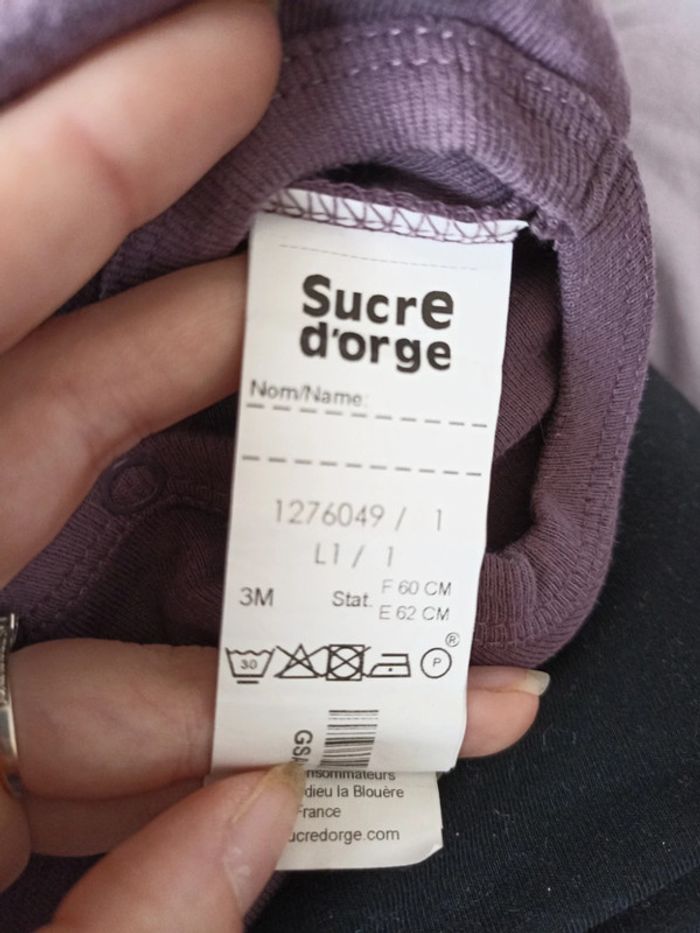 Sucre
d'orge
Nom/Name:
1276049 / 1
L1 / 1
3M Stat. F 60 CM
E 62 CM
30 P ®
GSA
nsommateurs
dieu la Blouère
France
ucredorge.com